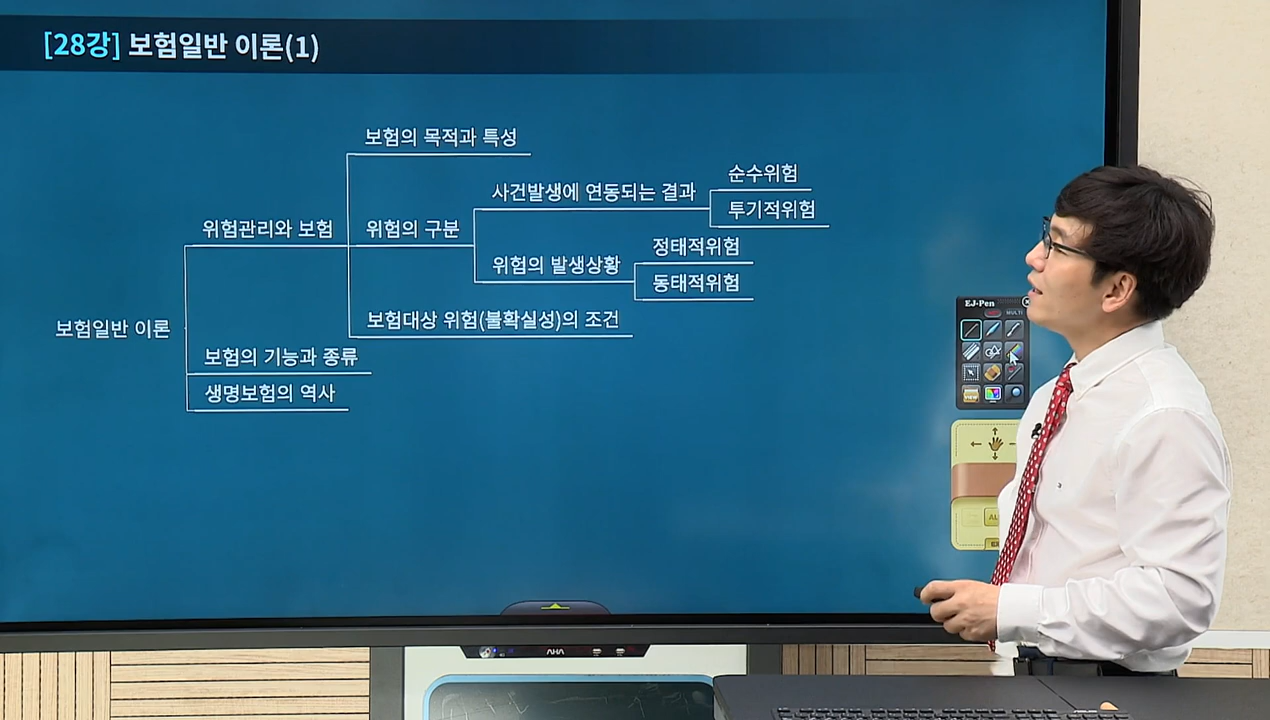 [28강] 보험일반 이론(1)
보험의 목적과 특성
순수위험
사건발생에 연동되는 결과
투기적위험
위험관리와 보험
위험의 구분
정태적위험
위험의 발생상황
동태적위험
보험대상 위험(불확실성)의 조건
보험일반 이론
보험의 기능과 종류
생명보험의 역사
EJ-Pen
MULTI
VIEW
AL
AHA